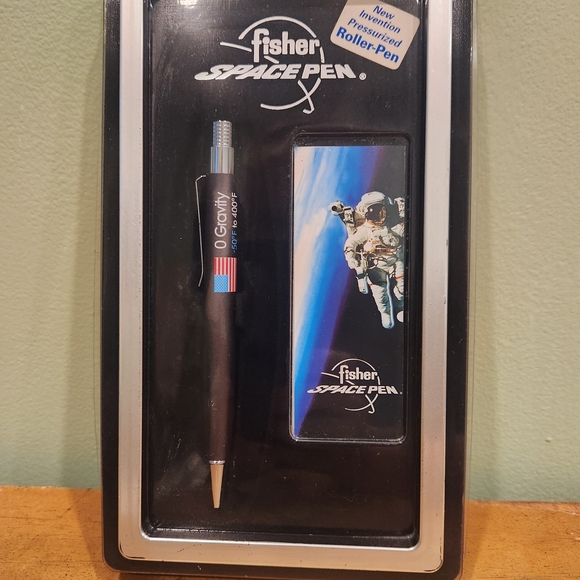 fisher
SPACE PEN®
New
Invention
Pressurized
Roller-Pen
0 Gravity
-50°F to 400°F
fisher
SPACE PEN®